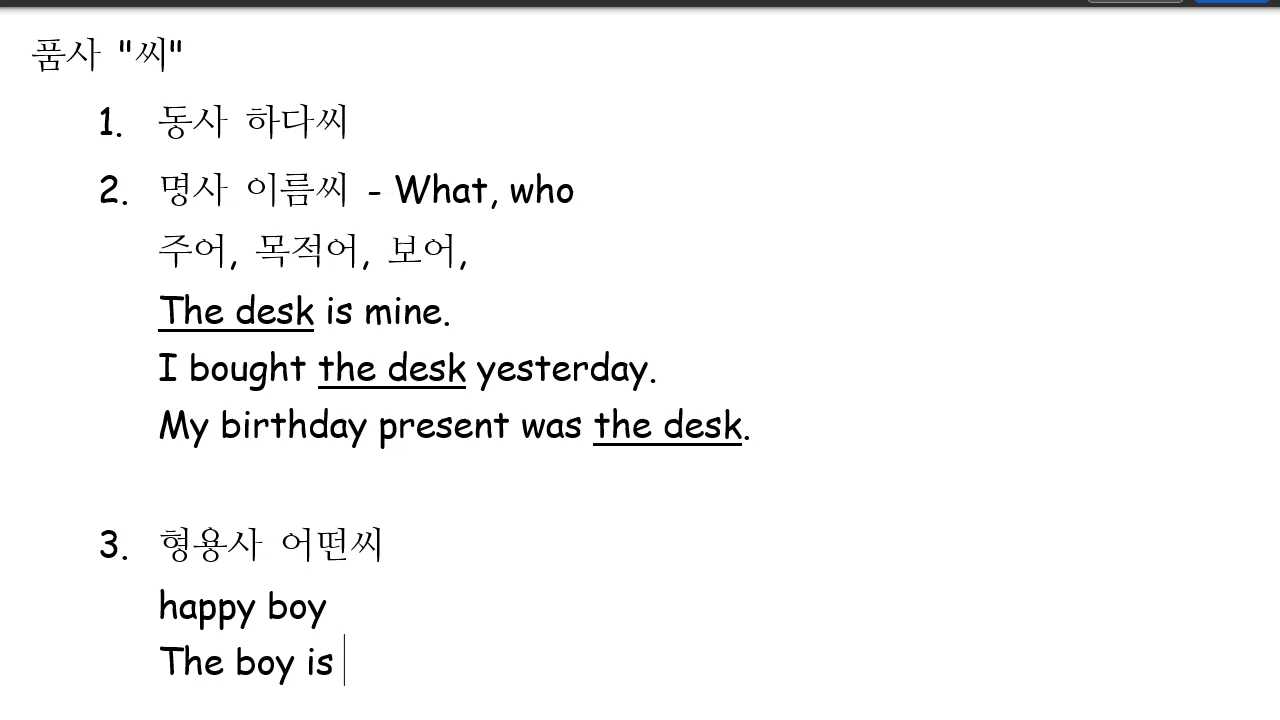 품사 "씨"
1. 동사 하다씨
2. 명사 이름씨 - What, who
주어, 목적어, 보어,
The desk is mine.
I bought the desk yesterday.
My birthday present was the desk.
3. 형용사 어떤씨
happy boy
The boy is